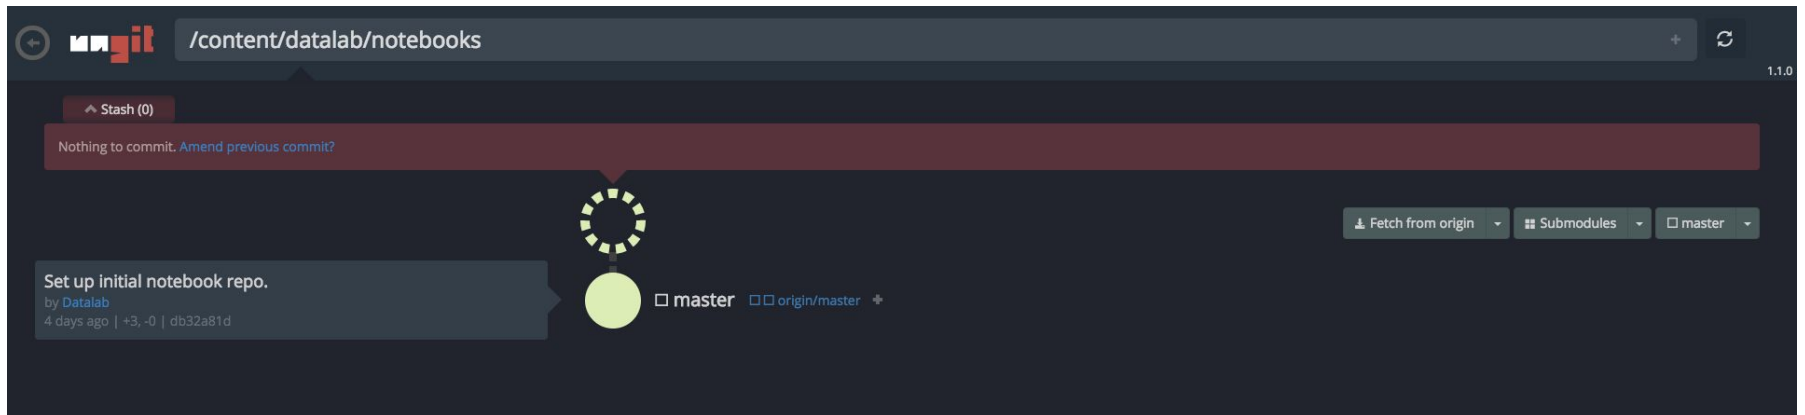 ungit
/content/datalab/notebooks
1.1.0
Stash (0)
Nothing to commit. Amend previous commit?
Fetch from origin
Submodules
master
Set up initial notebook repo.
by Datalab
4 days ago | +3, -0 | db32a81d
master origin/master